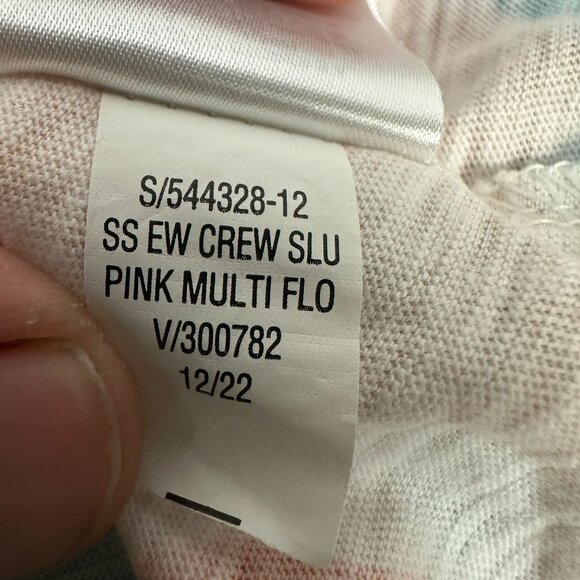 S/544328-12
SS EW CREW SLU
PINK MULTI FLO
V/300782
12/22